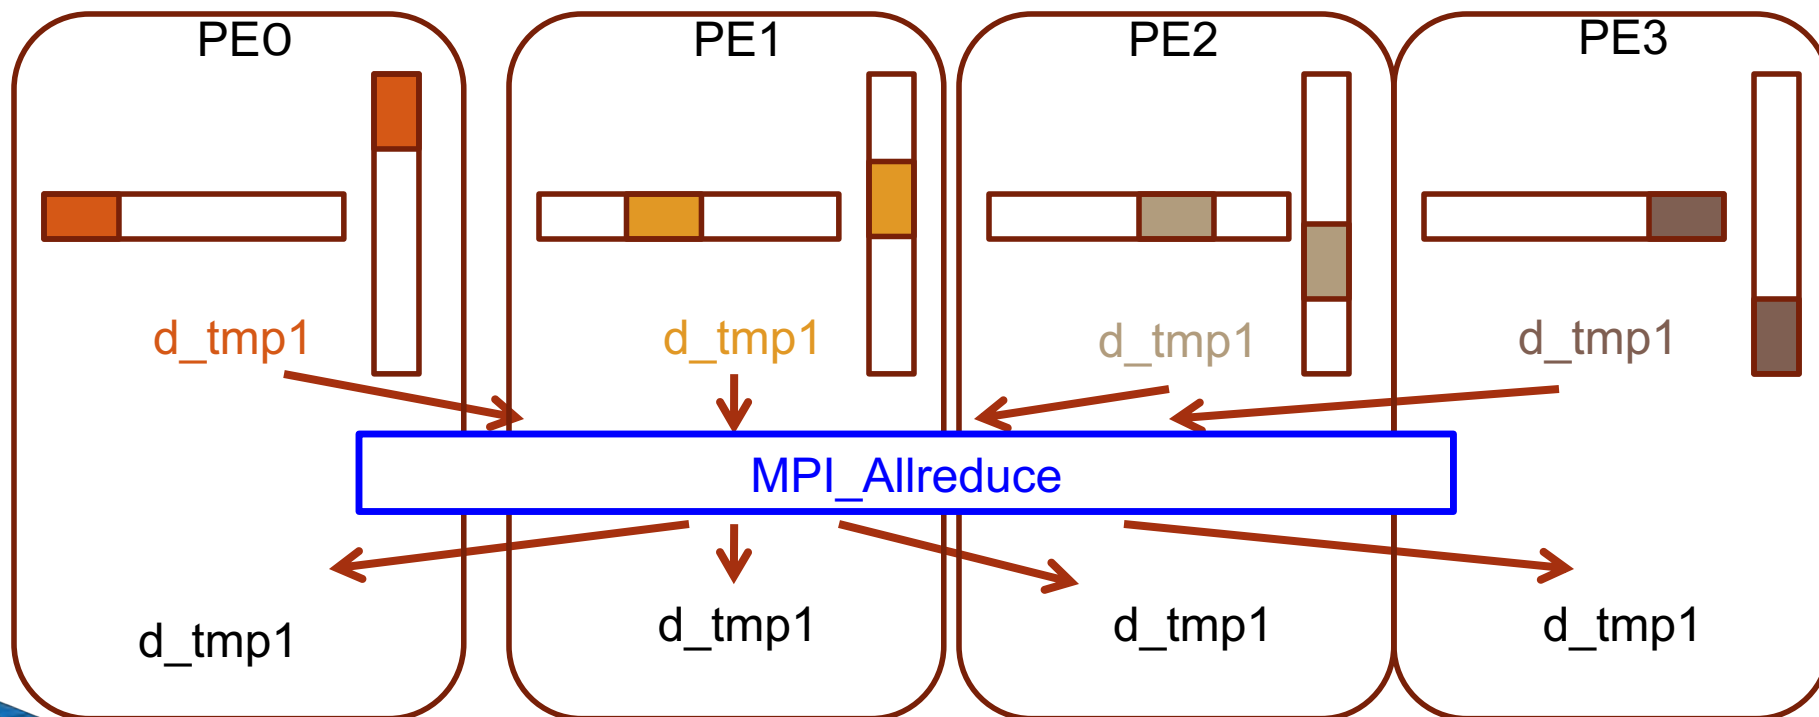 PE0
PE1
PE2
PE3
d_tmp1
d_tmp1
d_tmp1
d_tmp1
MPI_Allreduce
d_tmp1
d_tmp1
d_tmp1
d_tmp1